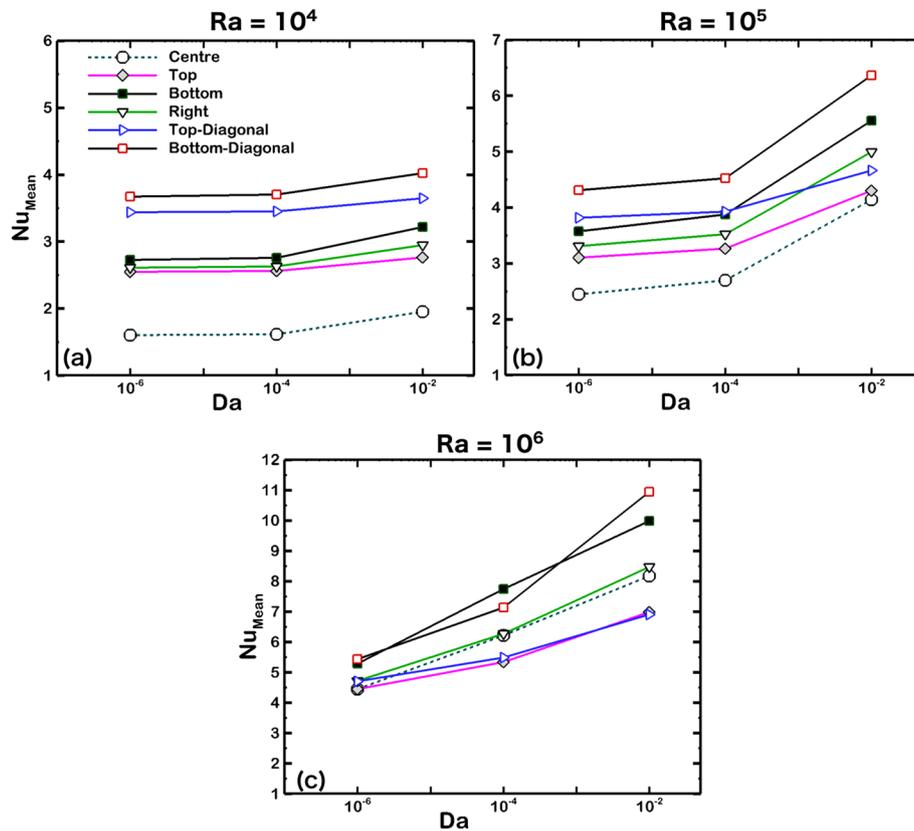 Ra = 10⁴
6
5
4
3
2
1
Nu_Mean
Centre
Top
Bottom
Right
Top-Diagonal
Bottom-Diagonal
(a)
10⁻⁶ 10⁻⁴ 10⁻²
Da
Ra = 10⁵
7
6
5
4
3
2
1
(b)
10⁻⁶ 10⁻⁴ 10⁻²
Da
Ra = 10⁶
12
11
10
9
8
7
6
5
4
3
2
1
Nu_Mean
(c)
10⁻⁶ 10⁻⁴ 10⁻²
Da